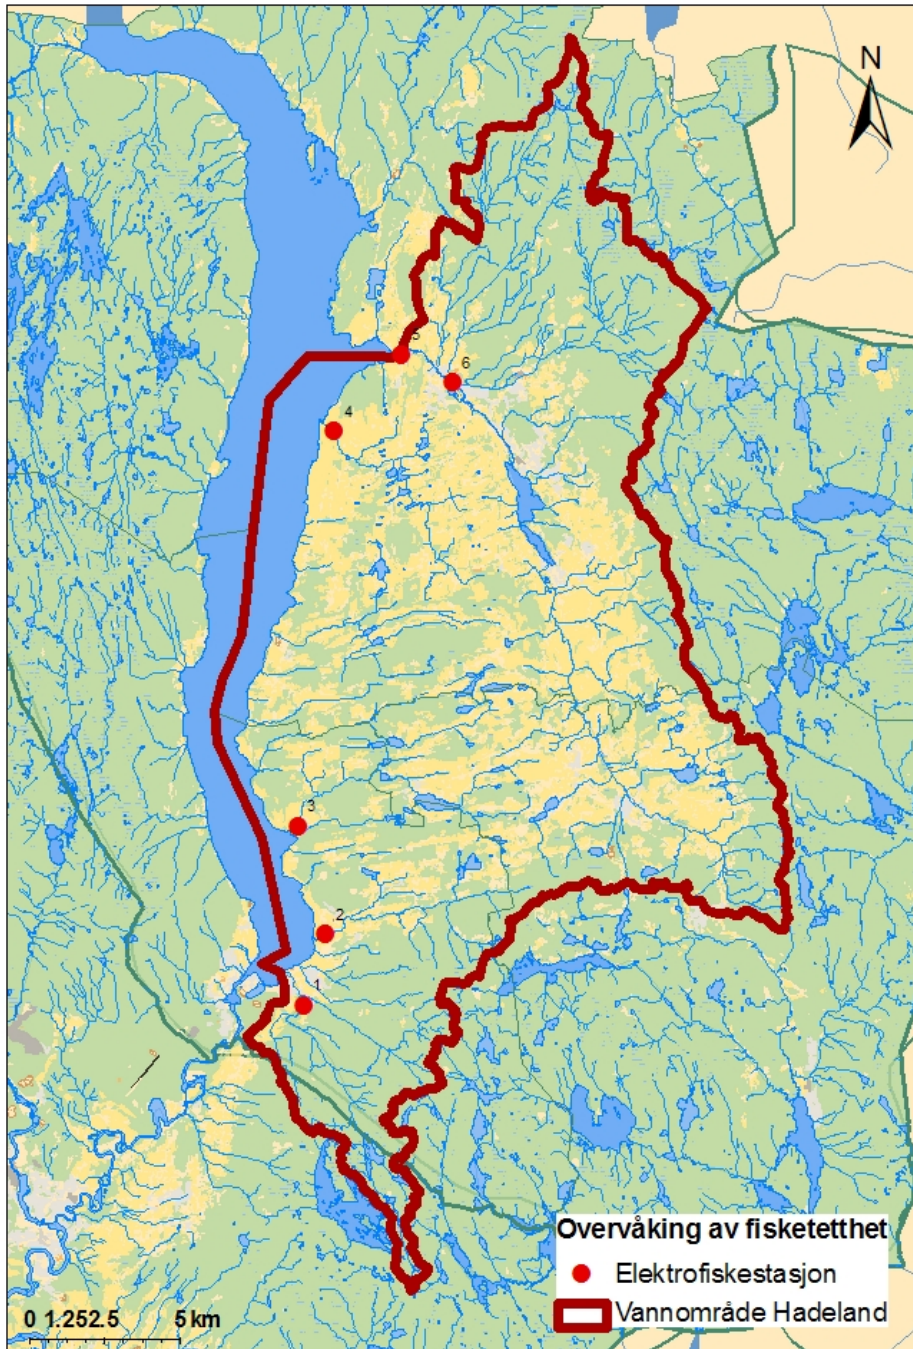 N
5
6
4
3
2
1
Overvåking av fisketetthet
Elektrofiskestasjon
Vannområde Hadeland
0 1.252.5 5 km